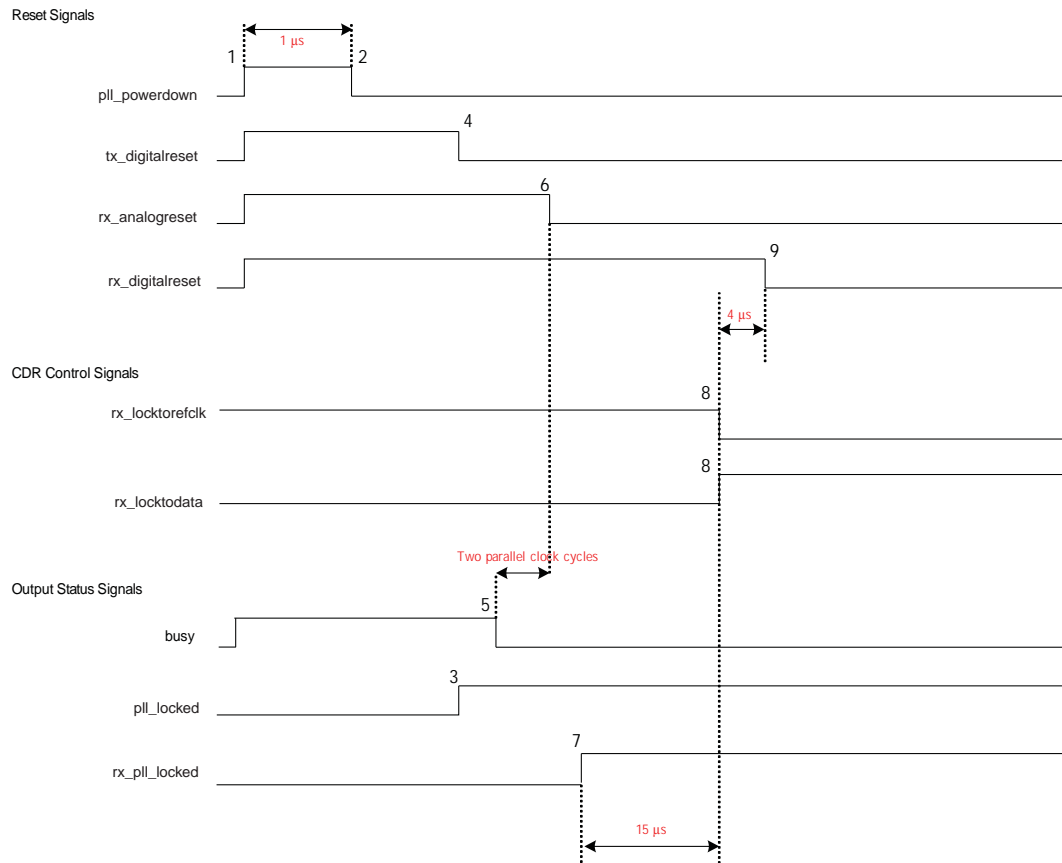 Reset Signals
1 µs
1
2
pll_powerdown
4
tx_digitalreset
6
rx_analogreset
9
rx_digitalreset
4 µs
CDR Control Signals
8
rx_locktorefclk
8
rx_locktodata
Two parallel clock cycles
Output Status Signals
5
busy
3
pll_locked
7
rx_pll_locked
15 µs